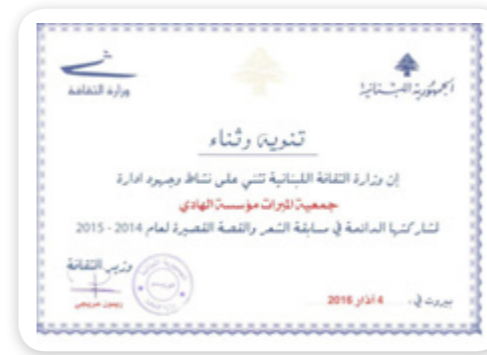 الجمهورية اللبنانية
وزارة الثقافة
تنويه وثناء
إن وزارة الثقافة اللبنانية تثني على نشاط وجهود ادارة
جمعية المبرات مؤسسة الهادي
لمشاركتها الدائمة في مسابقة الشعر والقصة القصيرة لعام 2014 - 2015
وزير الثقافة
ريمون عريجي
بيروت في، 4 آذار 2016